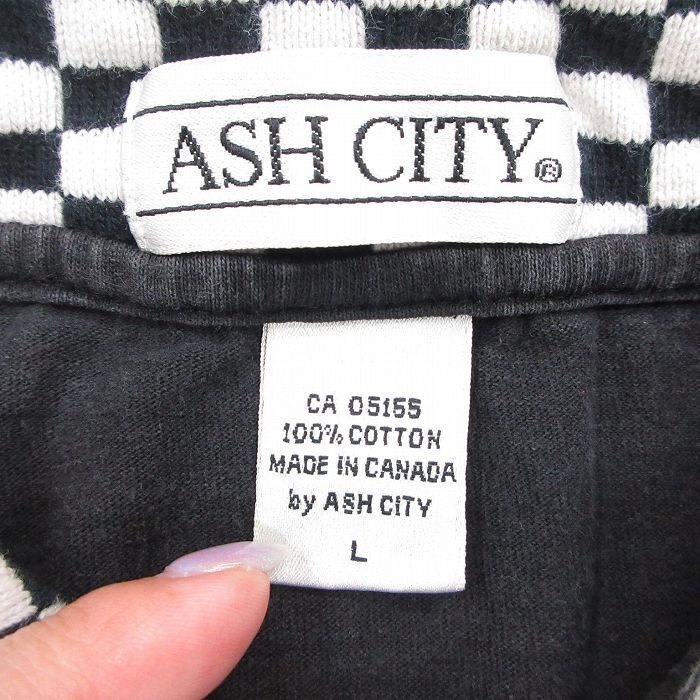 ASH CITY®
CA 05155
100% COTTON
MADE IN CANADA
by ASH CITY
L